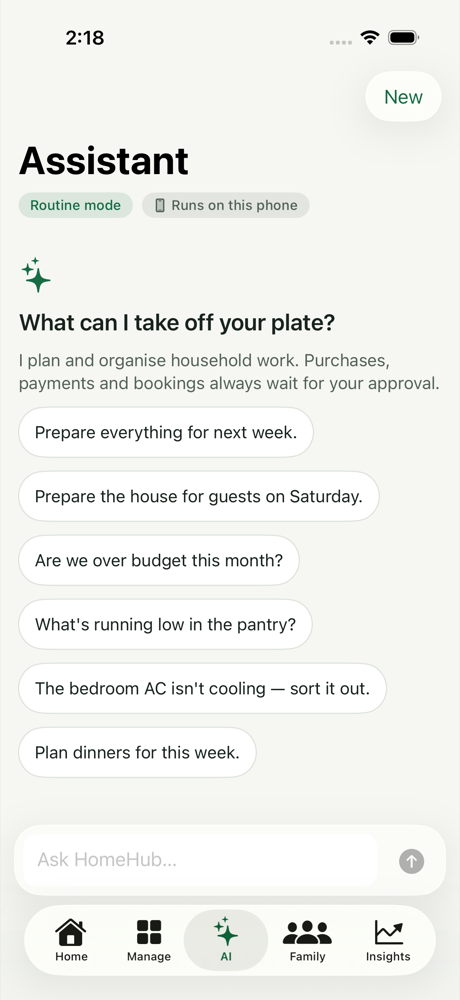 2:18
New
Assistant
Routine mode
Runs on this phone
What can I take off your plate?
I plan and organise household work. Purchases,
payments and bookings always wait for your approval.
Prepare everything for next week.
Prepare the house for guests on Saturday.
Are we over budget this month?
What's running low in the pantry?
The bedroom AC isn't cooling — sort it out.
Plan dinners for this week.
Ask HomeHub...
Home
Manage
AI
Family
Insights